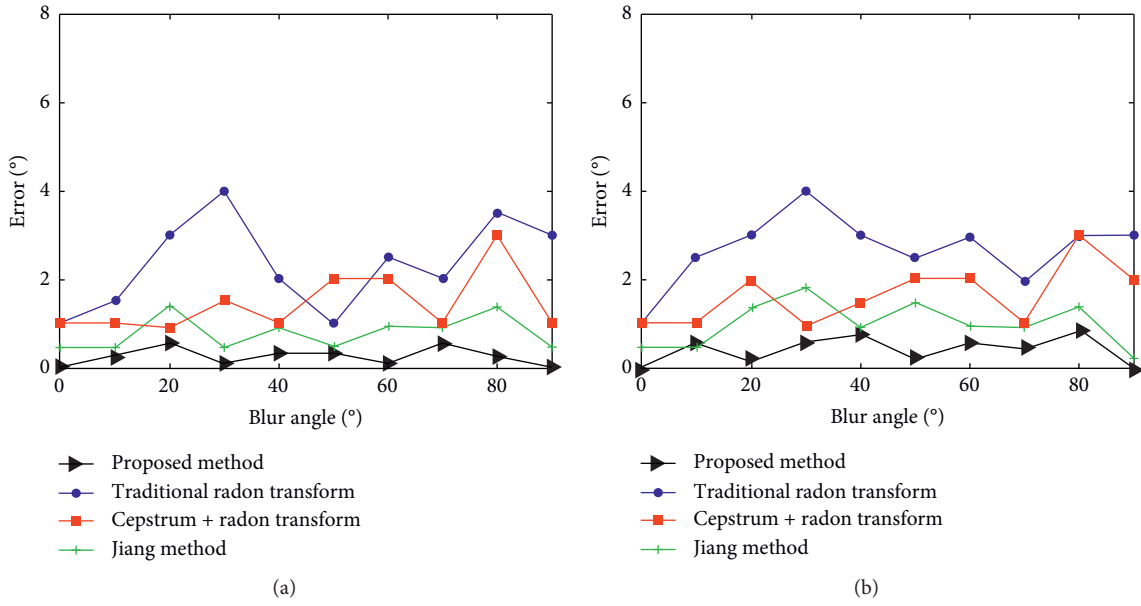 8
6
4
2
0
Error (°)
0 20 40 60 80
Blur angle (°)
Proposed method
Traditional radon transform
Cepstrum + radon transform
Jiang method
(a)
8
6
4
2
0
Error (°)
0 20 40 60 80
Blur angle (°)
Proposed method
Traditional radon transform
Cepstrum + radon transform
Jiang method
(b)